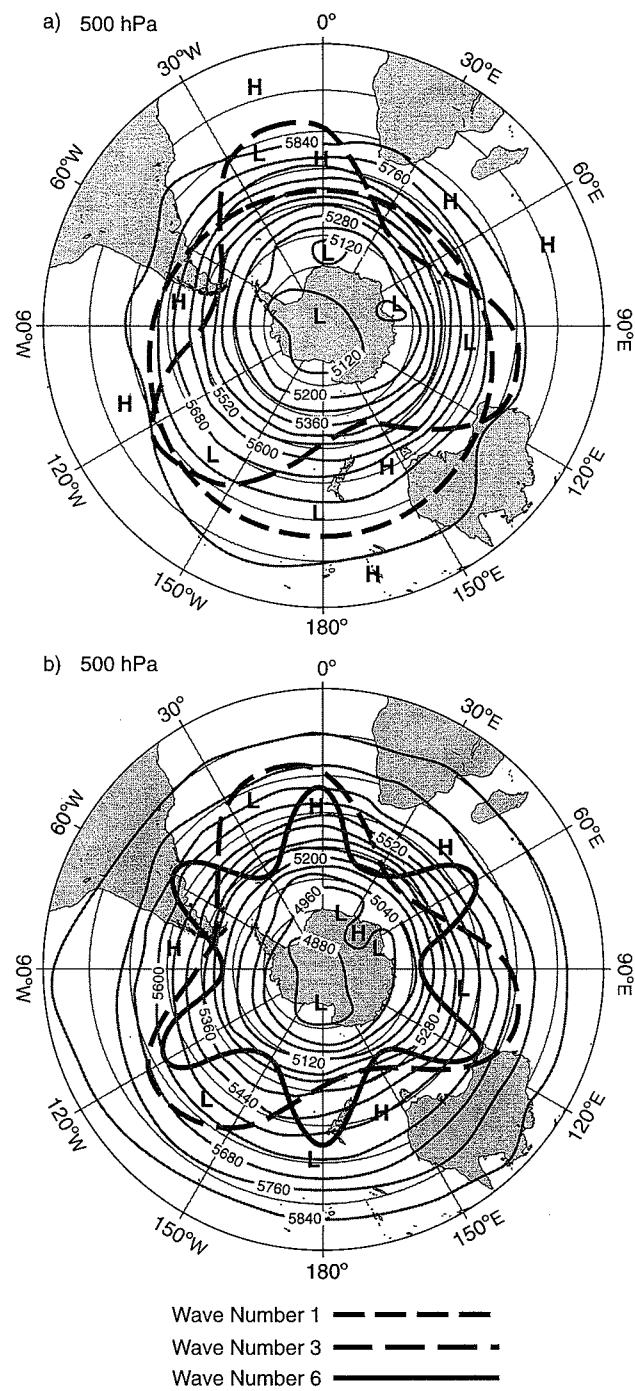 a) 500 hPa
0°
30°W
30°E
H
60°W
L
5840
H
5760
60°E
H
H
5280
5120
L
H
L
L
L
90°W
90°E
5120
H
5200
5680
5520
5360
5600
L
H
120°W
L
120°E
H
150°W
150°E
180°
b) 500 hPa
0°
30°
30°E
60°W
L
H
5520
H
60°E
5200
4960
L
5040
H
H
4880
L
90°W
5600
L
90°E
5360
L
5280
5120
L
5440
H
120°W
L
120°E
5680
5760
5840
150°W
150°E
180°
Wave Number 1
Wave Number 3
Wave Number 6